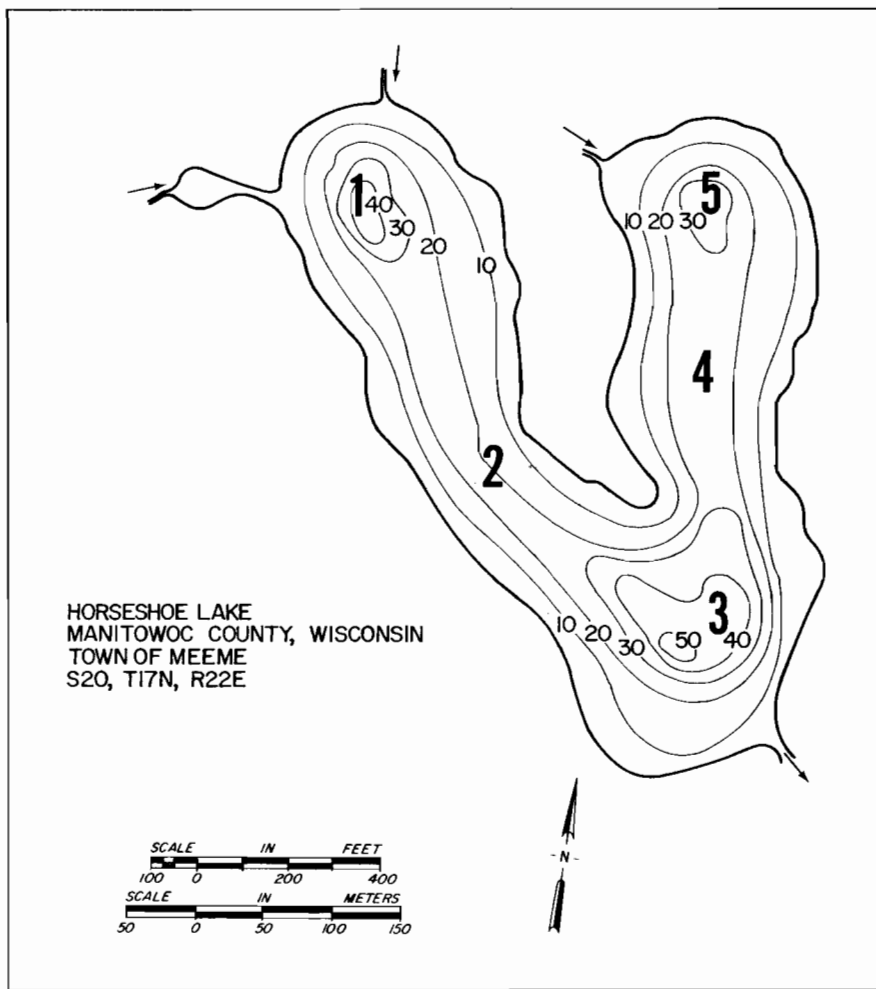 1
40
30
20
10
5
10 20 30
4
2
3
10
20
30
50
40
HORSESHOE LAKE
MANITOWOC COUNTY, WISCONSIN
TOWN OF MEEME
S20, T17N, R22E
SCALE IN FEET
100 0 200 400
SCALE IN METERS
50 0 50 100 150
N